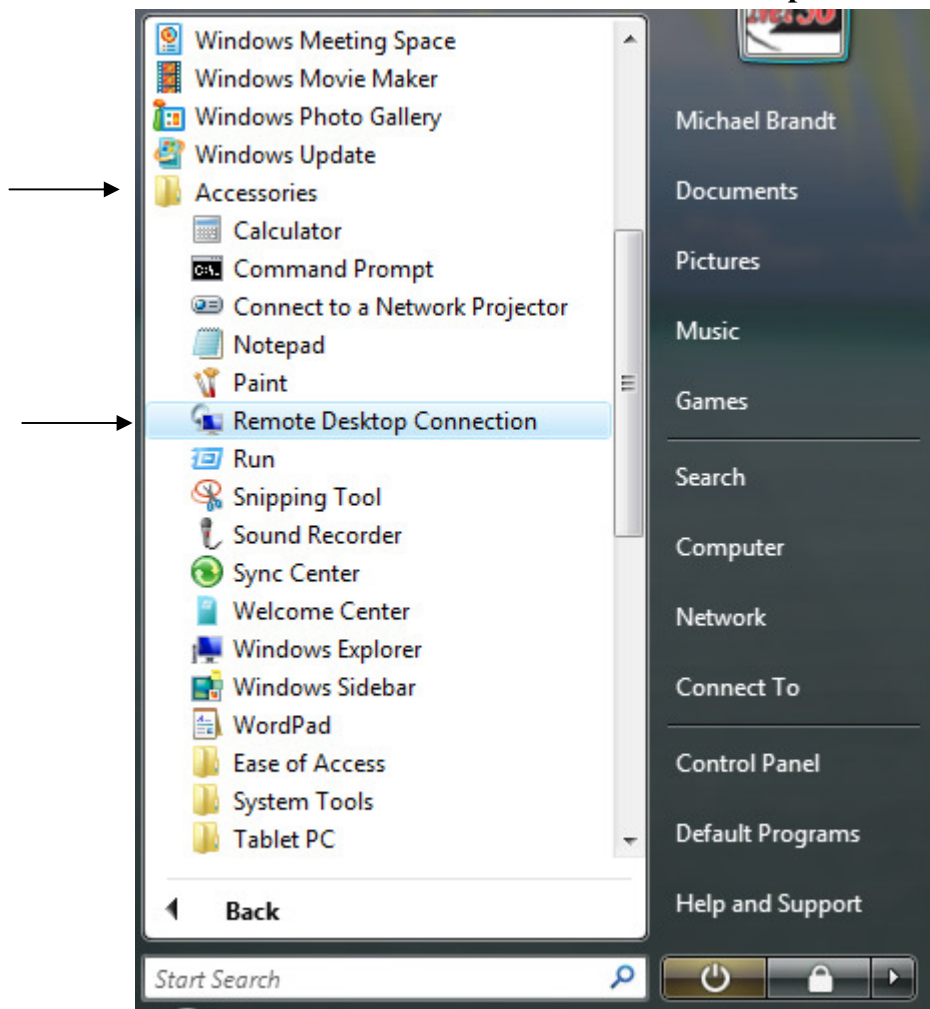 Windows Meeting Space
Windows Movie Maker
Windows Photo Gallery
Windows Update
Accessories
Calculator
Command Prompt
Connect to a Network Projector
Notepad
Paint
Remote Desktop Connection
Run
Snipping Tool
Sound Recorder
Sync Center
Welcome Center
Windows Explorer
Windows Sidebar
WordPad
Ease of Access
System Tools
Tablet PC
Back
Start Search
Michael Brandt
Documents
Pictures
Music
Games
Search
Computer
Network
Connect To
Control Panel
Default Programs
Help and Support